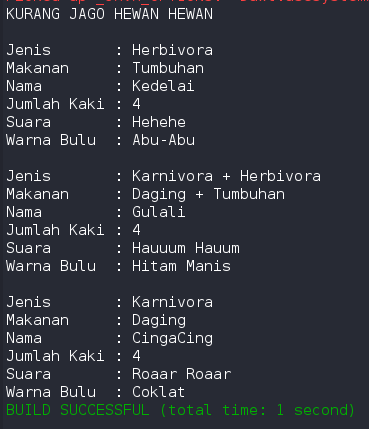 KURANG JAGO HEWAN HEWAN
Jenis : Herbivora
Makanan : Tumbuhan
Nama : Kedelai
Jumlah Kaki : 4
Suara : Hehehe
Warna Bulu : Abu-Abu
Jenis : Karnivora + Herbivora
Makanan : Daging + Tumbuhan
Nama : Gulali
Jumlah Kaki : 4
Suara : Hauuum Hauum
Warna Bulu : Hitam Manis
Jenis : Karnivora
Makanan : Daging
Nama : CingaCing
Jumlah Kaki : 4
Suara : Roaar Roaar
Warna Bulu : Coklat
BUILD SUCCESSFUL (total time: 1 second)